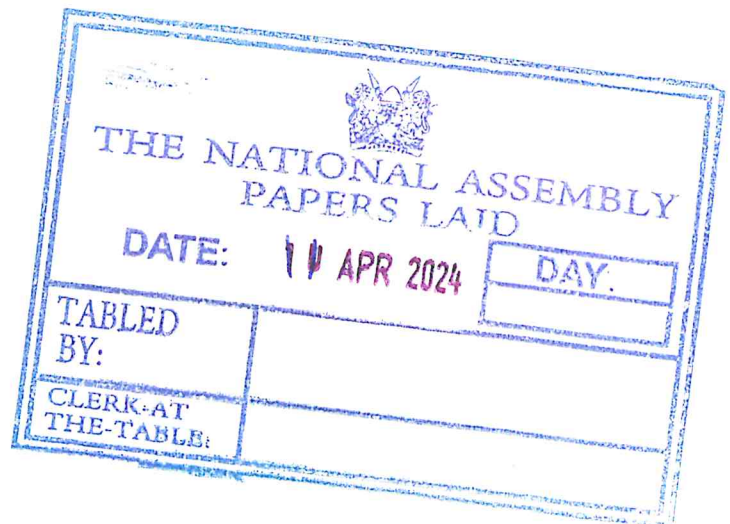 THE NATIONAL ASSEMBLY
PAPERS LAID
DATE: APR 2024
DAY.
TABLED
BY:
CLERK-AT
THE-TABLE: